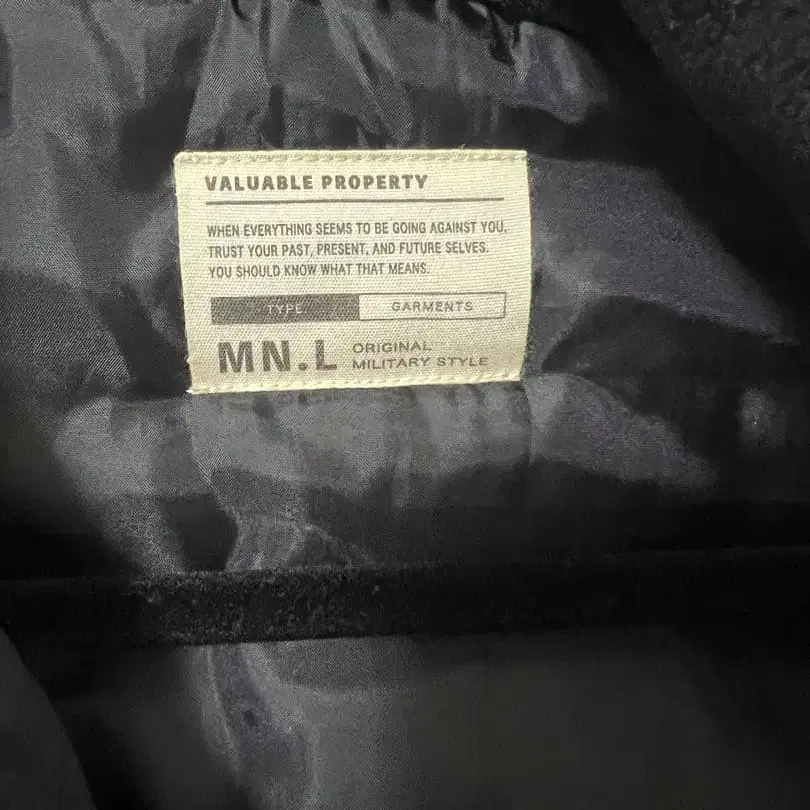 VALUABLE PROPERTY
WHEN EVERYTHING SEEMS TO BE GOING AGAINST YOU,
TRUST YOUR PAST, PRESENT, AND FUTURE SELVES.
YOU SHOULD KNOW WHAT THAT MEANS.
TYPE GARMENTS
MN.L ORIGINAL
MILITARY STYLE